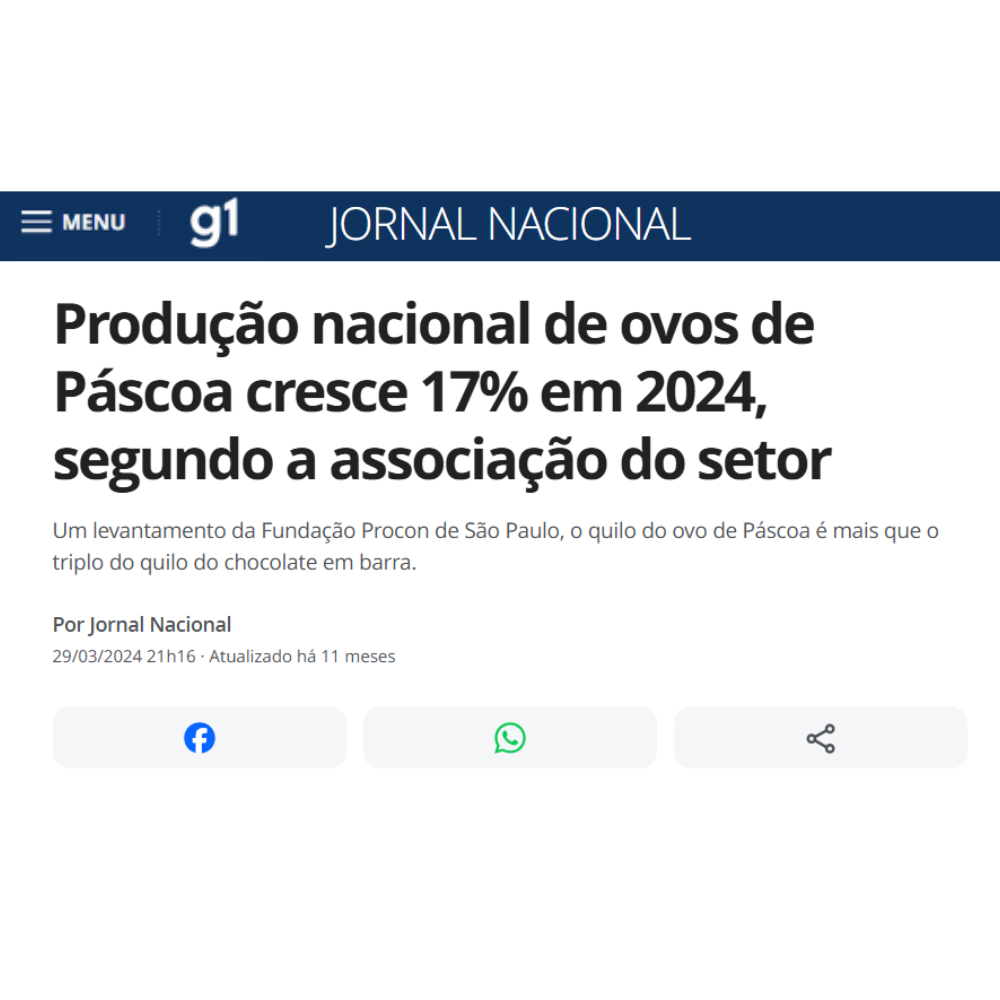 MENU
g1
JORNAL NACIONAL
Produção nacional de ovos de
Páscoa cresce 17% em 2024,
segundo a associação do setor
Um levantamento da Fundação Procon de São Paulo, o quilo do ovo de Páscoa é mais que o
triplo do quilo do chocolate em barra.
Por Jornal Nacional
29/03/2024 21h16 · Atualizado há 11 meses